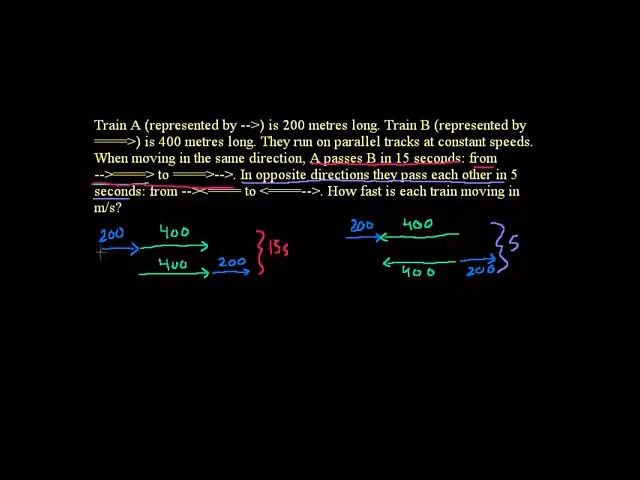 Train A (represented by -->) is 200 metres long. Train B (represented by
====>) is 400 metres long. They run on parallel tracks at constant speeds.
When moving in the same direction, A passes B in 15 seconds: from
-->====> to ====>-->. In opposite directions they pass each other in 5
seconds: from --><==== to <====-->. How fast is each train moving in
m/s?
200 400 200 400
400 200 15s 400 200 5